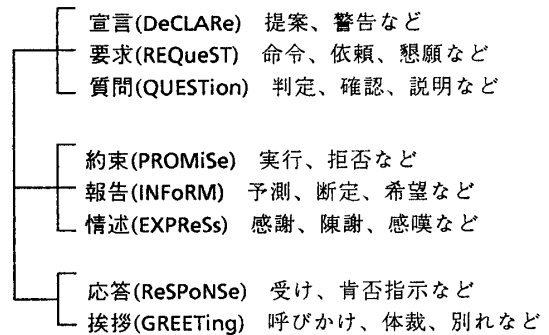 宣言(DeCLARe) 提案、警告など
要求(REQueST) 命令、依頼、懇願など
質問(QUESTion) 判定、確認、説明など
約束(PROMiSe) 実行、拒否など
報告(INFoRM) 予測、断定、希望など
情述(EXPReSs) 感謝、陳謝、感嘆など
応答(ReSPoNSe) 受け、肯否指示など
挨拶(GREETing) 呼びかけ、体裁、別れなど